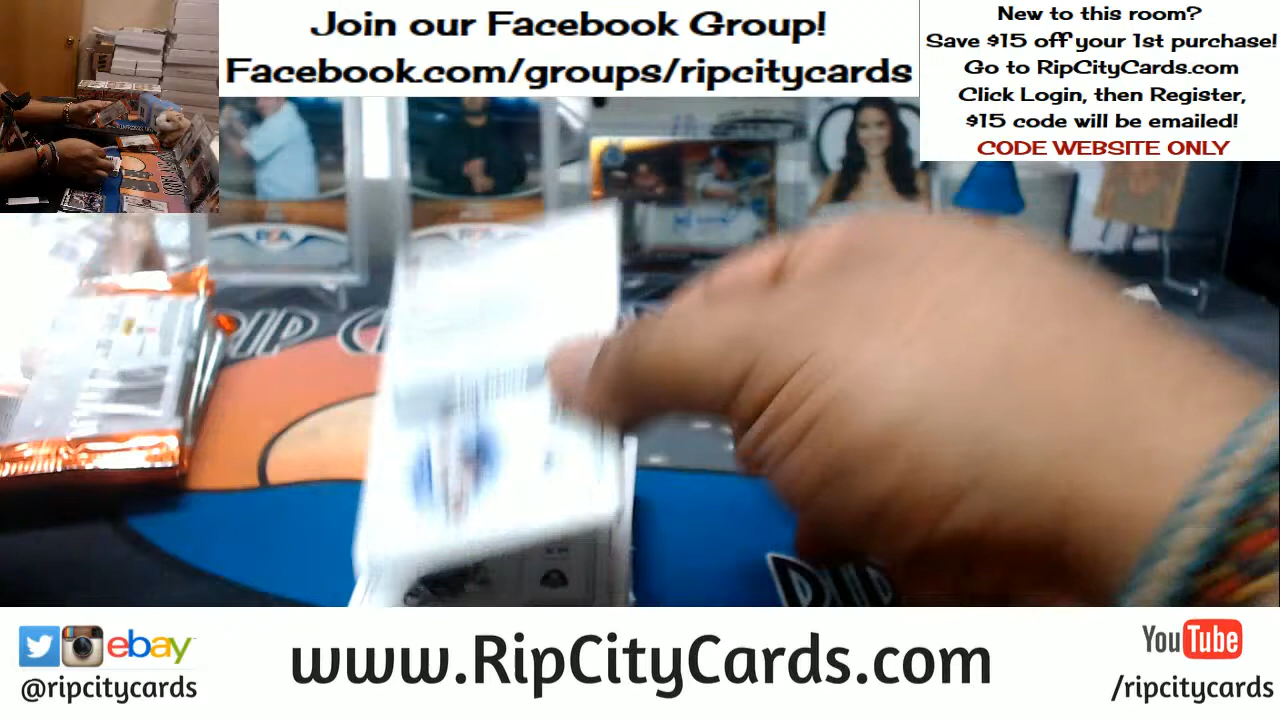 Join our Facebook Group!
Facebook.com/groups/ripcitycards
New to this room?
Save $15 off your 1st purchase!
Go to RipCityCards.com
Click Login, then Register,
$15 code will be emailed!
CODE WEBSITE ONLY
RIP C
RIP
ebay
@ripcitycards
www.RipCityCards.com
YouTube
/ripcitycards